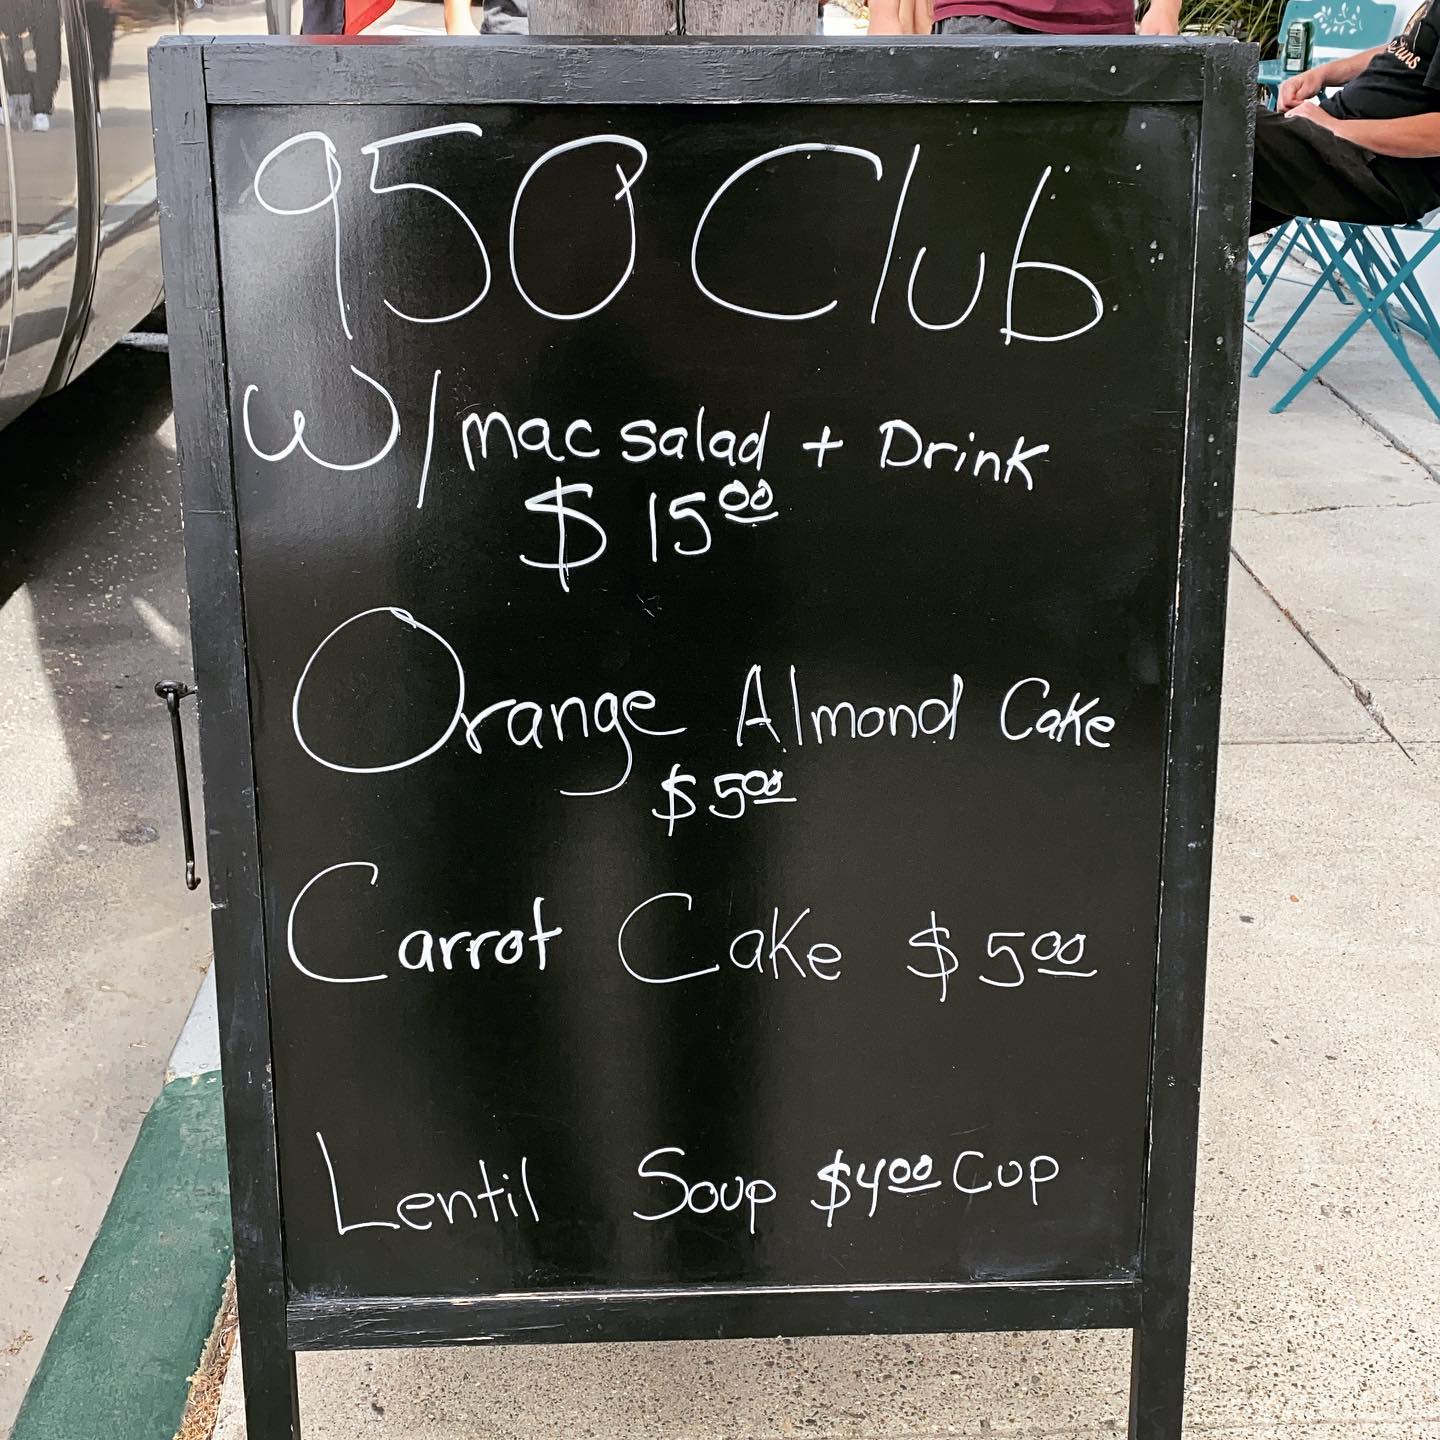 950 Club
W/ mac salad + Drink
$ 15.00
Orange Almond Cake
$ 5.00
Carrot Cake $ 5.00
Lentil Soup $4.00 Cup